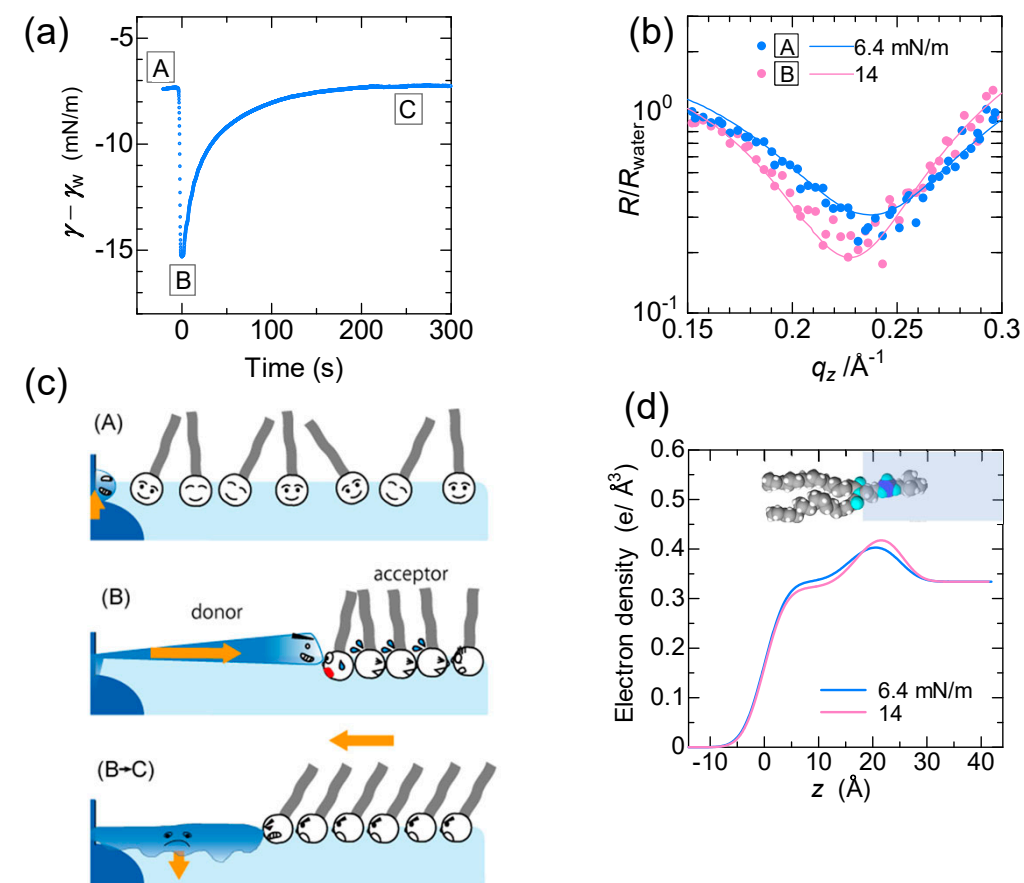 (a)
-5
-10
-15
γ − γw (mN/m)
A
B
C
0
100
200
300
Time (s)
(b)
A 6.4 mN/m
B 14
10⁰
10⁻¹
R/Rwater
0.15
0.2
0.25
0.3
qz /Å⁻¹
(c)
(A)
(B)
donor
acceptor
(B→C)
(d)
0.6
0.5
0.4
0.3
0.2
0.1
0
Electron density (e/ Å³)
6.4 mN/m
14
-10
0
10
20
30
40
z (Å)